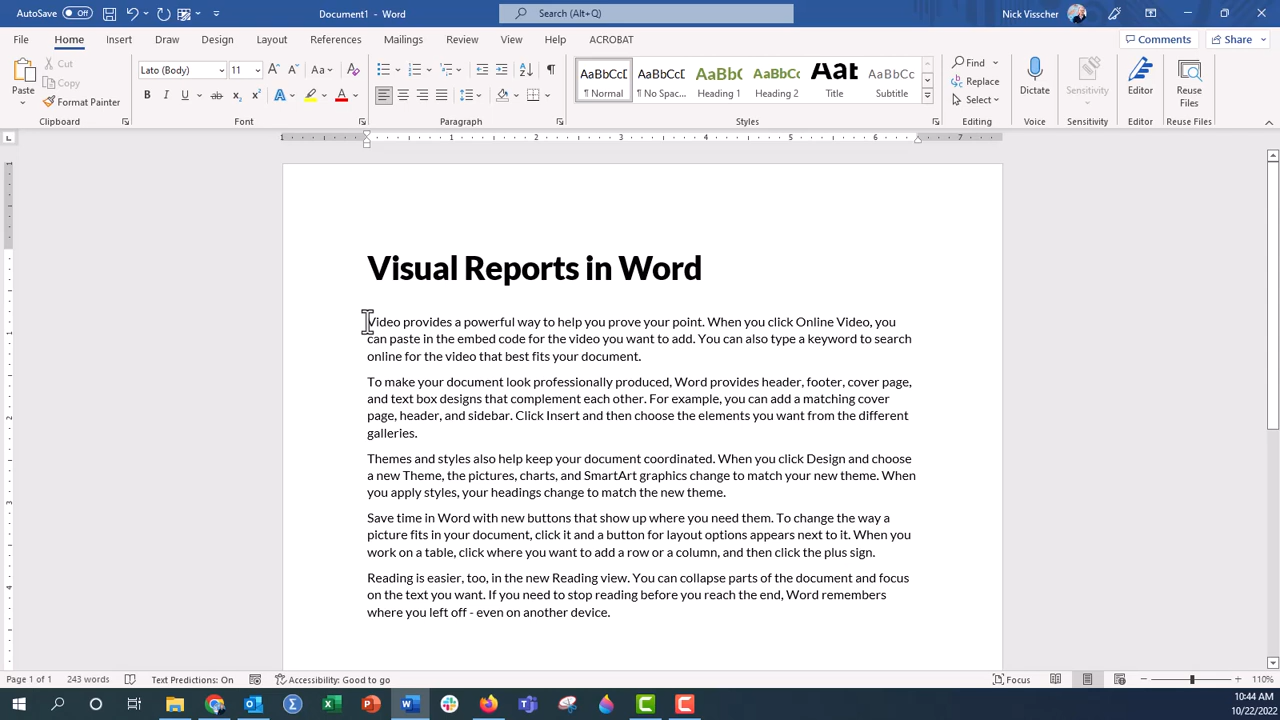 AutoSave Off Document1 - Word Search (Alt+Q) Nick Visscher
File Home Insert Draw Design Layout References Mailings Review View Help ACROBAT Comments Share
Paste Cut Copy Format Painter Clipboard
Lato (Body) 11 Font
Paragraph
AaBbCcD ¶ Normal AaBbCcD ¶ No Spac... AaBb( Heading 1 AaBbCc Heading 2 Aat Title AaBbCcD Subtitle Styles
Find Replace Select Editing
Dictate Voice
Sensitivity Sensitivity
Editor Editor
Reuse Files Reuse Files
1 1 2 3 4 5 6 7
Visual Reports in Word
Video provides a powerful way to help you prove your point. When you click Online Video, you
can paste in the embed code for the video you want to add. You can also type a keyword to search
online for the video that best fits your document.
To make your document look professionally produced, Word provides header, footer, cover page,
and text box designs that complement each other. For example, you can add a matching cover
page, header, and sidebar. Click Insert and then choose the elements you want from the different
galleries.
Themes and styles also help keep your document coordinated. When you click Design and choose
a new Theme, the pictures, charts, and SmartArt graphics change to match your new theme. When
you apply styles, your headings change to match the new theme.
Save time in Word with new buttons that show up where you need them. To change the way a
picture fits in your document, click it and a button for layout options appears next to it. When you
work on a table, click where you want to add a row or a column, and then click the plus sign.
Reading is easier, too, in the new Reading view. You can collapse parts of the document and focus
on the text you want. If you need to stop reading before you reach the end, Word remembers
where you left off - even on another device.
Page 1 of 1 243 words Text Predictions: On Accessibility: Good to go Focus 110%
10:44 AM
10/22/2022